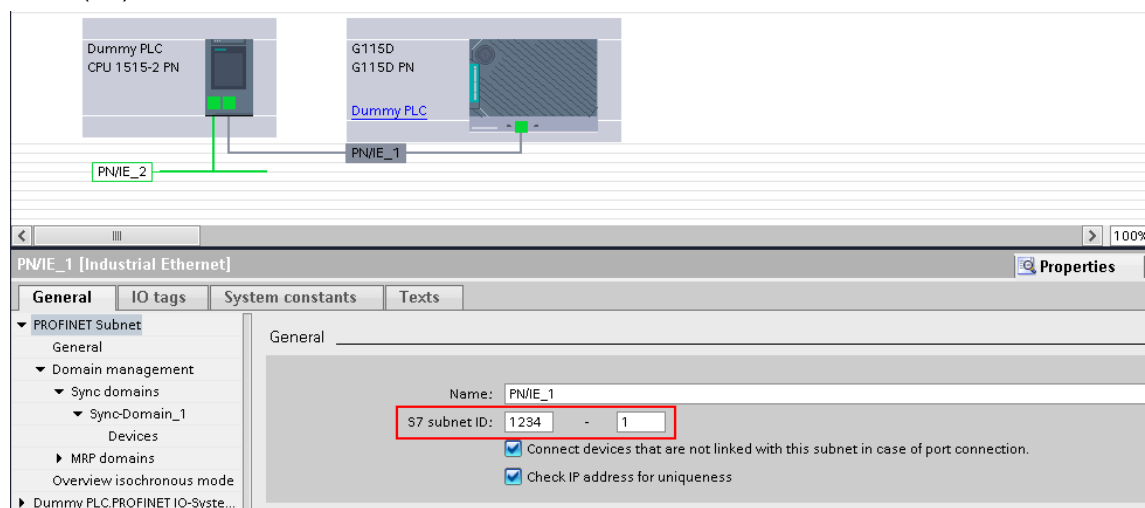 Dummy PLC
CPU 1515-2 PN
G115D
G115D PN
Dummy PLC
PN/IE_1
PN/IE_2
100%
PN/IE_1 [Industrial Ethernet]
Properties
General IO tags System constants Texts
PROFINET Subnet
General
Domain management
Sync domains
Sync-Domain_1
Devices
MRP domains
Overview isochronous mode
Dummy PLC.PROFINET IO-Syste...
General
Name: PN/IE_1
S7 subnet ID: 1234 - 1
Connect devices that are not linked with this subnet in case of port connection.
Check IP address for uniqueness